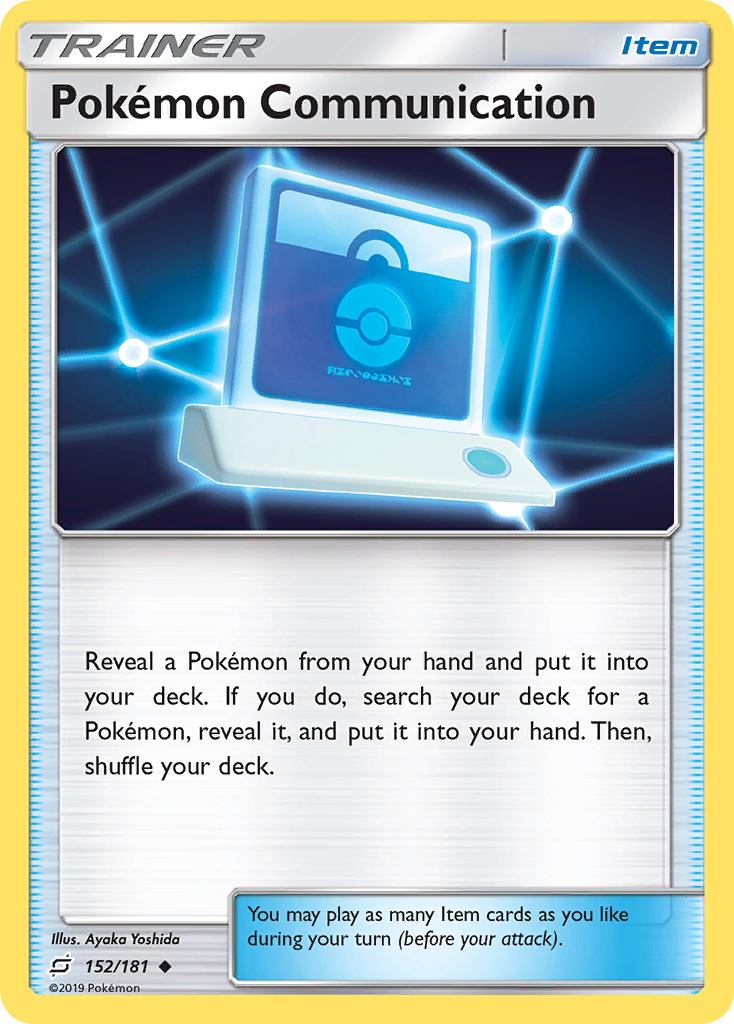 TRAINER
Item
Pokémon Communication
Reveal a Pokémon from your hand and put it into
your deck. If you do, search your deck for a
Pokémon, reveal it, and put it into your hand. Then,
shuffle your deck.
You may play as many Item cards as you like
during your turn (before your attack).
Illus. Ayaka Yoshida
152/181
©2019 Pokémon